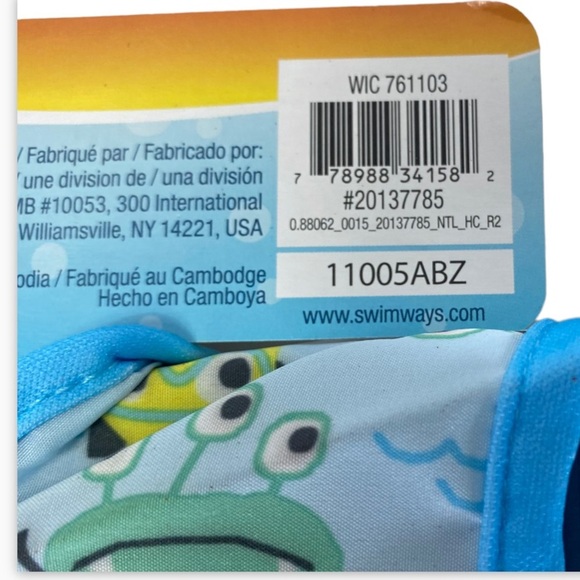 / Fabriqué par / Fabricado por:
/ une division de / una división
MB #10053, 300 International
Williamsville, NY 14221, USA
odia / Fabriqué au Cambodge
Hecho en Camboya
WIC 761103
7 78988 34158 2
#20137785
0.88062_0015_20137785_NTL_HC_R2
11005ABZ
www.swimways.com